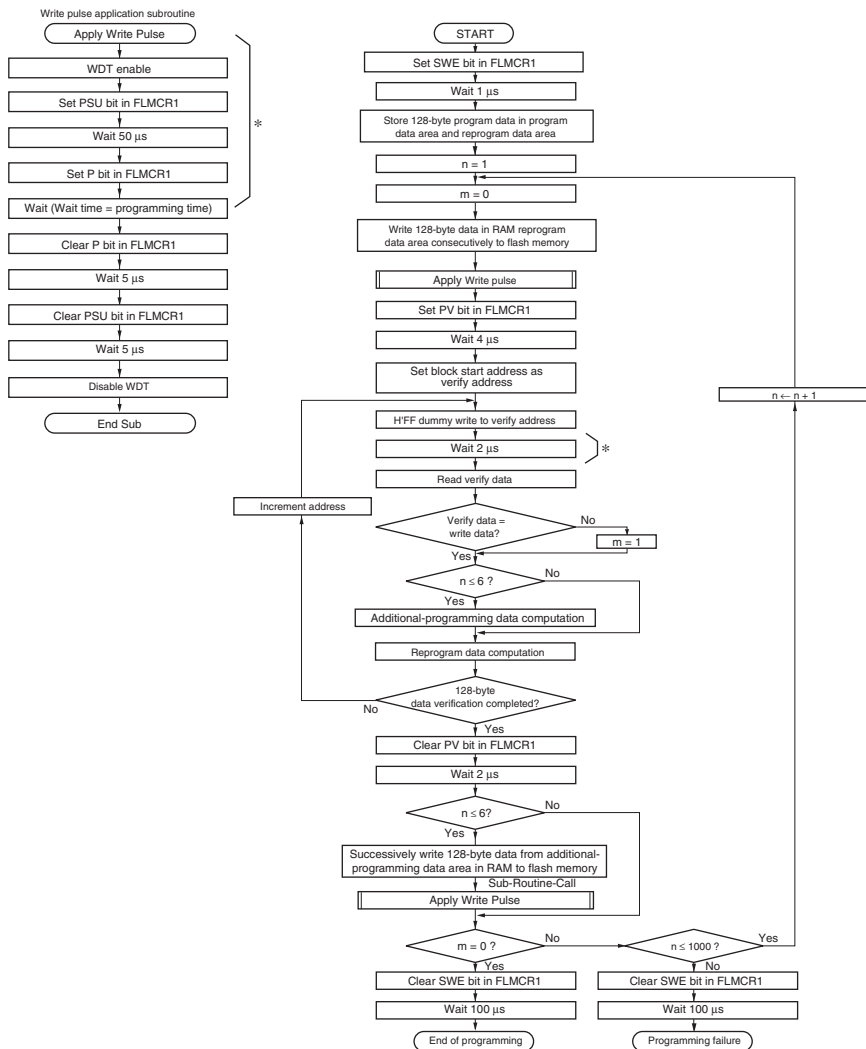 Write pulse application subroutine
Apply Write Pulse
WDT enable
Set PSU bit in FLMCR1
Wait 50 µs
Set P bit in FLMCR1
Wait (Wait time = programming time)
Clear P bit in FLMCR1
Wait 5 µs
Clear PSU bit in FLMCR1
Wait 5 µs
Disable WDT
End Sub
*
START
Set SWE bit in FLMCR1
Wait 1 µs
Store 128-byte program data in program
data area and reprogram data area
n = 1
m = 0
Write 128-byte data in RAM reprogram
data area consecutively to flash memory
Apply Write pulse
Set PV bit in FLMCR1
Wait 4 µs
Set block start address as
verify address
n ← n + 1
H'FF dummy write to verify address
Wait 2 µs
*
Read verify data
Increment address
Verify data =
write data?
No
m = 1
Yes
n ≤ 6 ?
No
Yes
Additional-programming data computation
Reprogram data computation
128-byte
data verification completed?
No
Yes
Clear PV bit in FLMCR1
Wait 2 µs
n ≤ 6?
No
Yes
Successively write 128-byte data from additional-
programming data area in RAM to flash memory
Sub-Routine-Call
Apply Write Pulse
m = 0 ?
No
n ≤ 1000 ?
Yes
Yes
No
Clear SWE bit in FLMCR1
Clear SWE bit in FLMCR1
Wait 100 µs
Wait 100 µs
End of programming
Programming failure